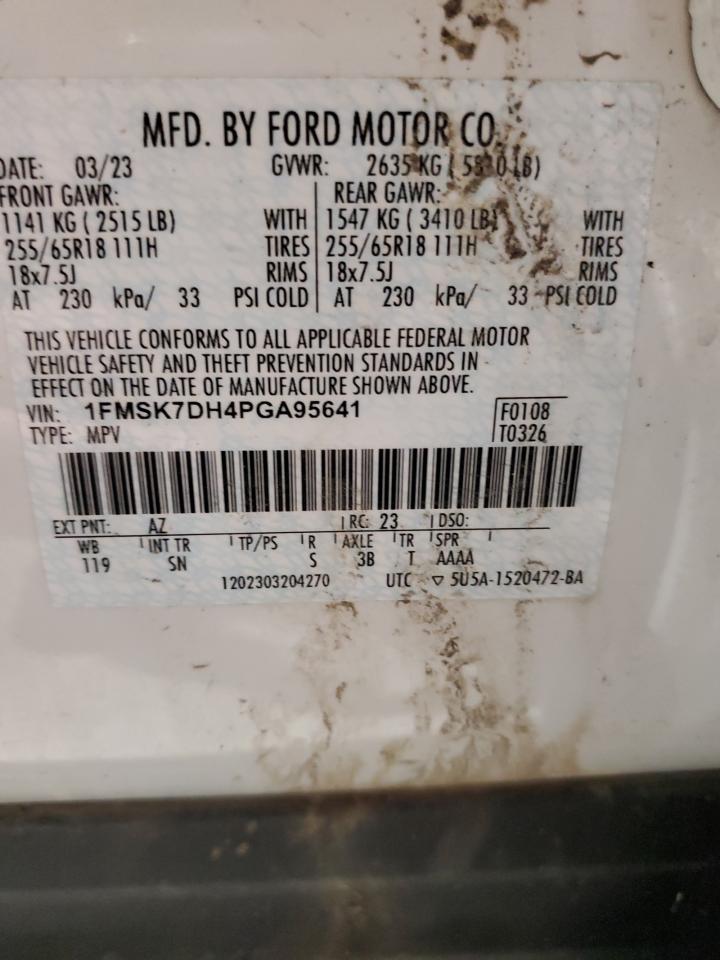 MFD. BY FORD MOTOR CO.
DATE: 03/23 GVWR: 2635 KG ( LB)
FRONT GAWR: REAR GAWR:
1141 KG ( 2515 LB) WITH 1547 KG ( 3410 LB) WITH
255/65R18 111H TIRES 255/65R18 111H TIRES
18x7.5J RIMS 18x7.5J RIMS
AT 230 kPa/ 33 PSI COLD AT 230 kPa/ 33 PSI COLD
THIS VEHICLE CONFORMS TO ALL APPLICABLE FEDERAL MOTOR
VEHICLE SAFETY AND THEFT PREVENTION STANDARDS IN
EFFECT ON THE DATE OF MANUFACTURE SHOWN ABOVE.
VIN: 1FMSK7DH4PGA95641 F0108
TYPE: MPV T0326
EXT PNT: AZ RC: 23 DSO:
WB INT TR TP/PS R AXLE TR SPR
119 SN S 3B T AAAA
1202303204270 UTC ▽ 5U5A-1520472-BA